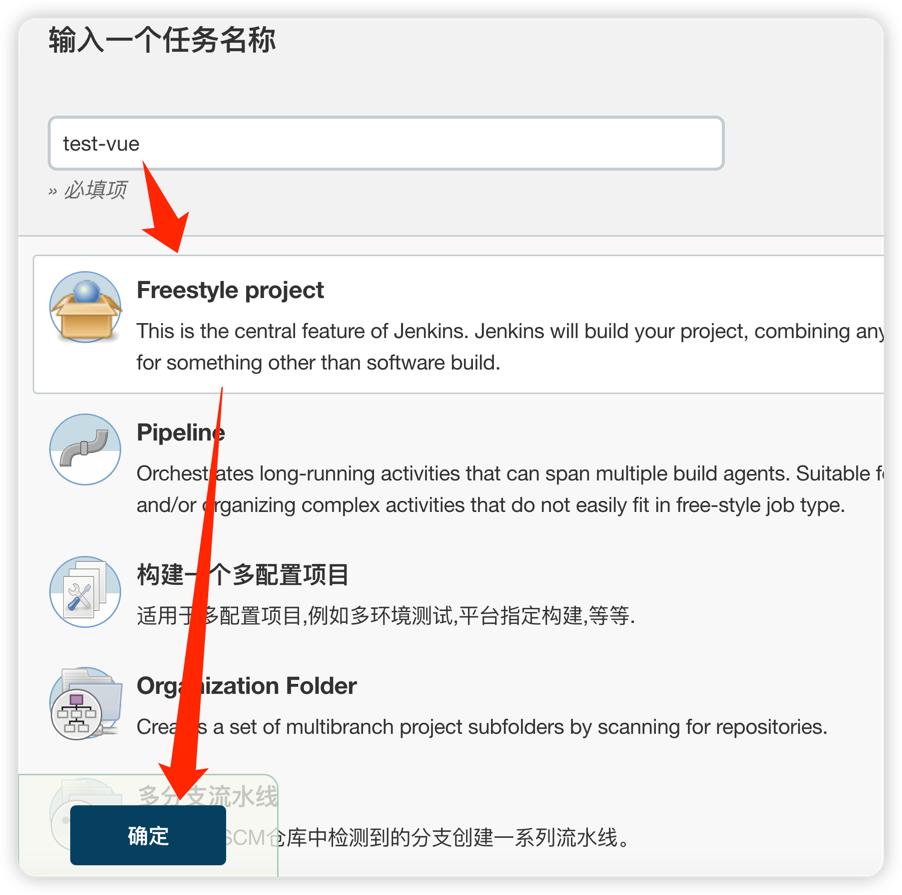 输入一个任务名称
test-vue
» 必填项
Freestyle project
This is the central feature of Jenkins. Jenkins will build your project, combining any
for something other than software build.
Pipeline
Orchestrates long-running activities that can span multiple build agents. Suitable f
and/or organizing complex activities that do not easily fit in free-style job type.
构建一个多配置项目
适用于多配置项目,例如多环境测试,平台指定构建,等等.
Organization Folder
Creates a set of multibranch project subfolders by scanning for repositories.
多分支流水线
SCM仓库中检测到的分支创建一系列流水线。
确定